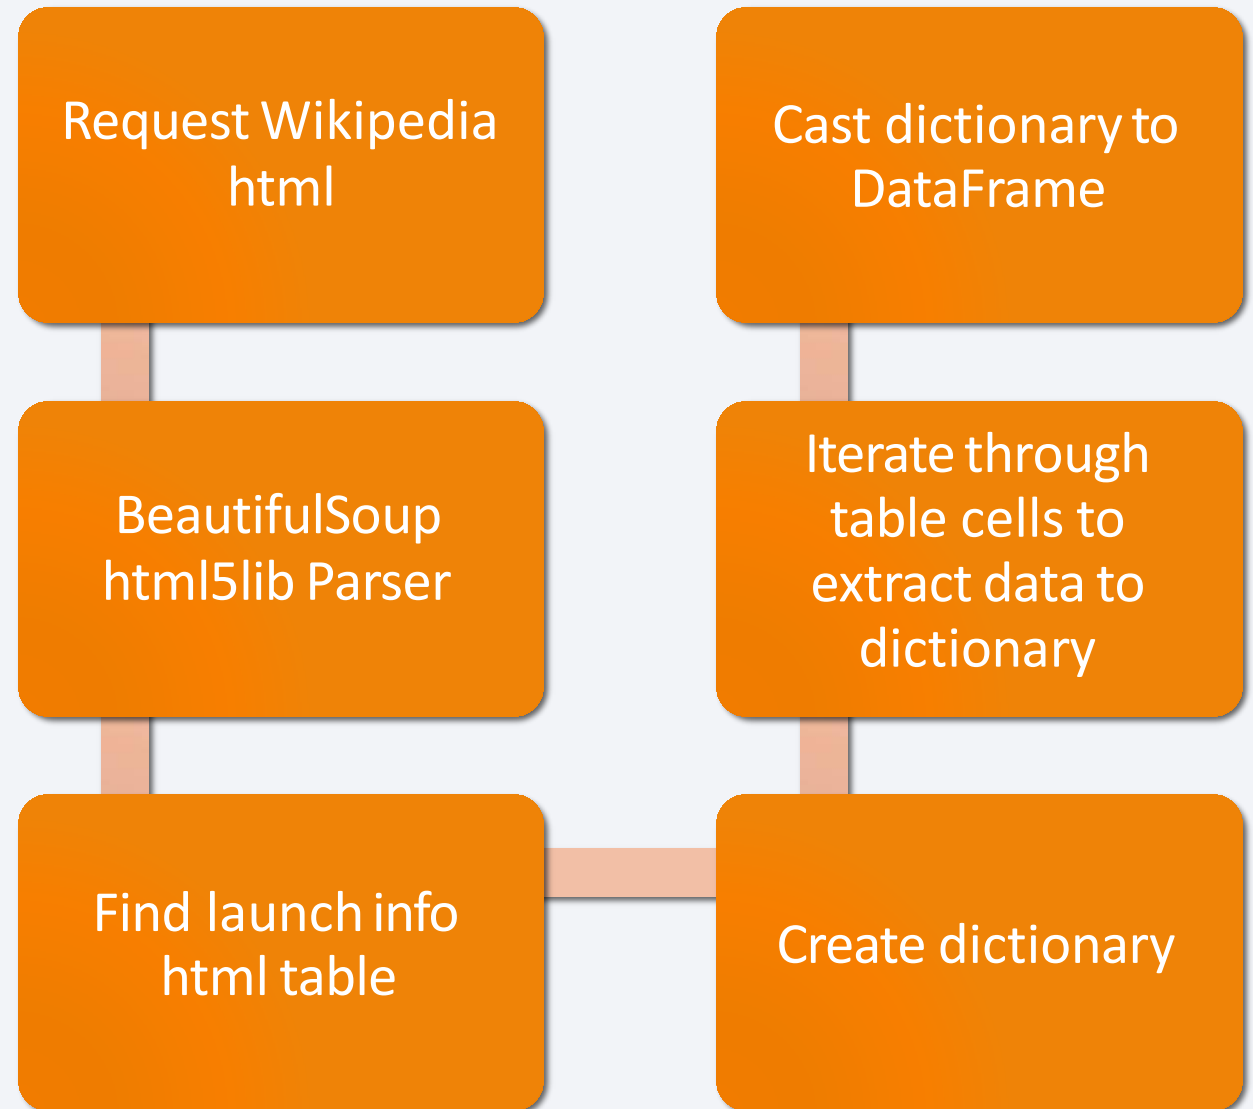 Request Wikipedia
html
BeautifulSoup
html5lib Parser
Find launch info
html table
Create dictionary
Iterate through
table cells to
extract data to
dictionary
Cast dictionary to
DataFrame